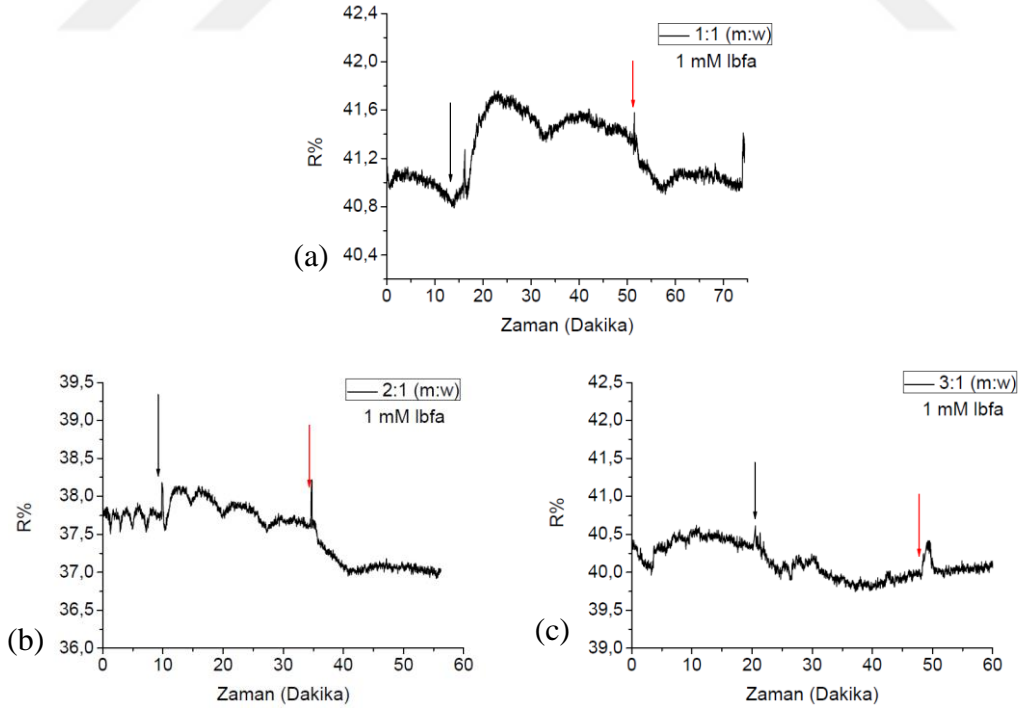 42,4
42,0
41,6
41,2
40,8
40,4
R%
1:1 (m:w)
1 mM Ibfa
0 10 20 30 40 50 60 70
Zaman (Dakika)
(a)
39,5
39,0
38,5
38,0
37,5
37,0
36,5
36,0
R%
2:1 (m:w)
1 mM Ibfa
0 10 20 30 40 50 60
Zaman (Dakika)
(b)
42,5
42,0
41,5
41,0
40,5
40,0
39,5
39,0
R%
3:1 (m:w)
1 mM Ibfa
0 10 20 30 40 50 60
Zaman (Dakika)
(c)